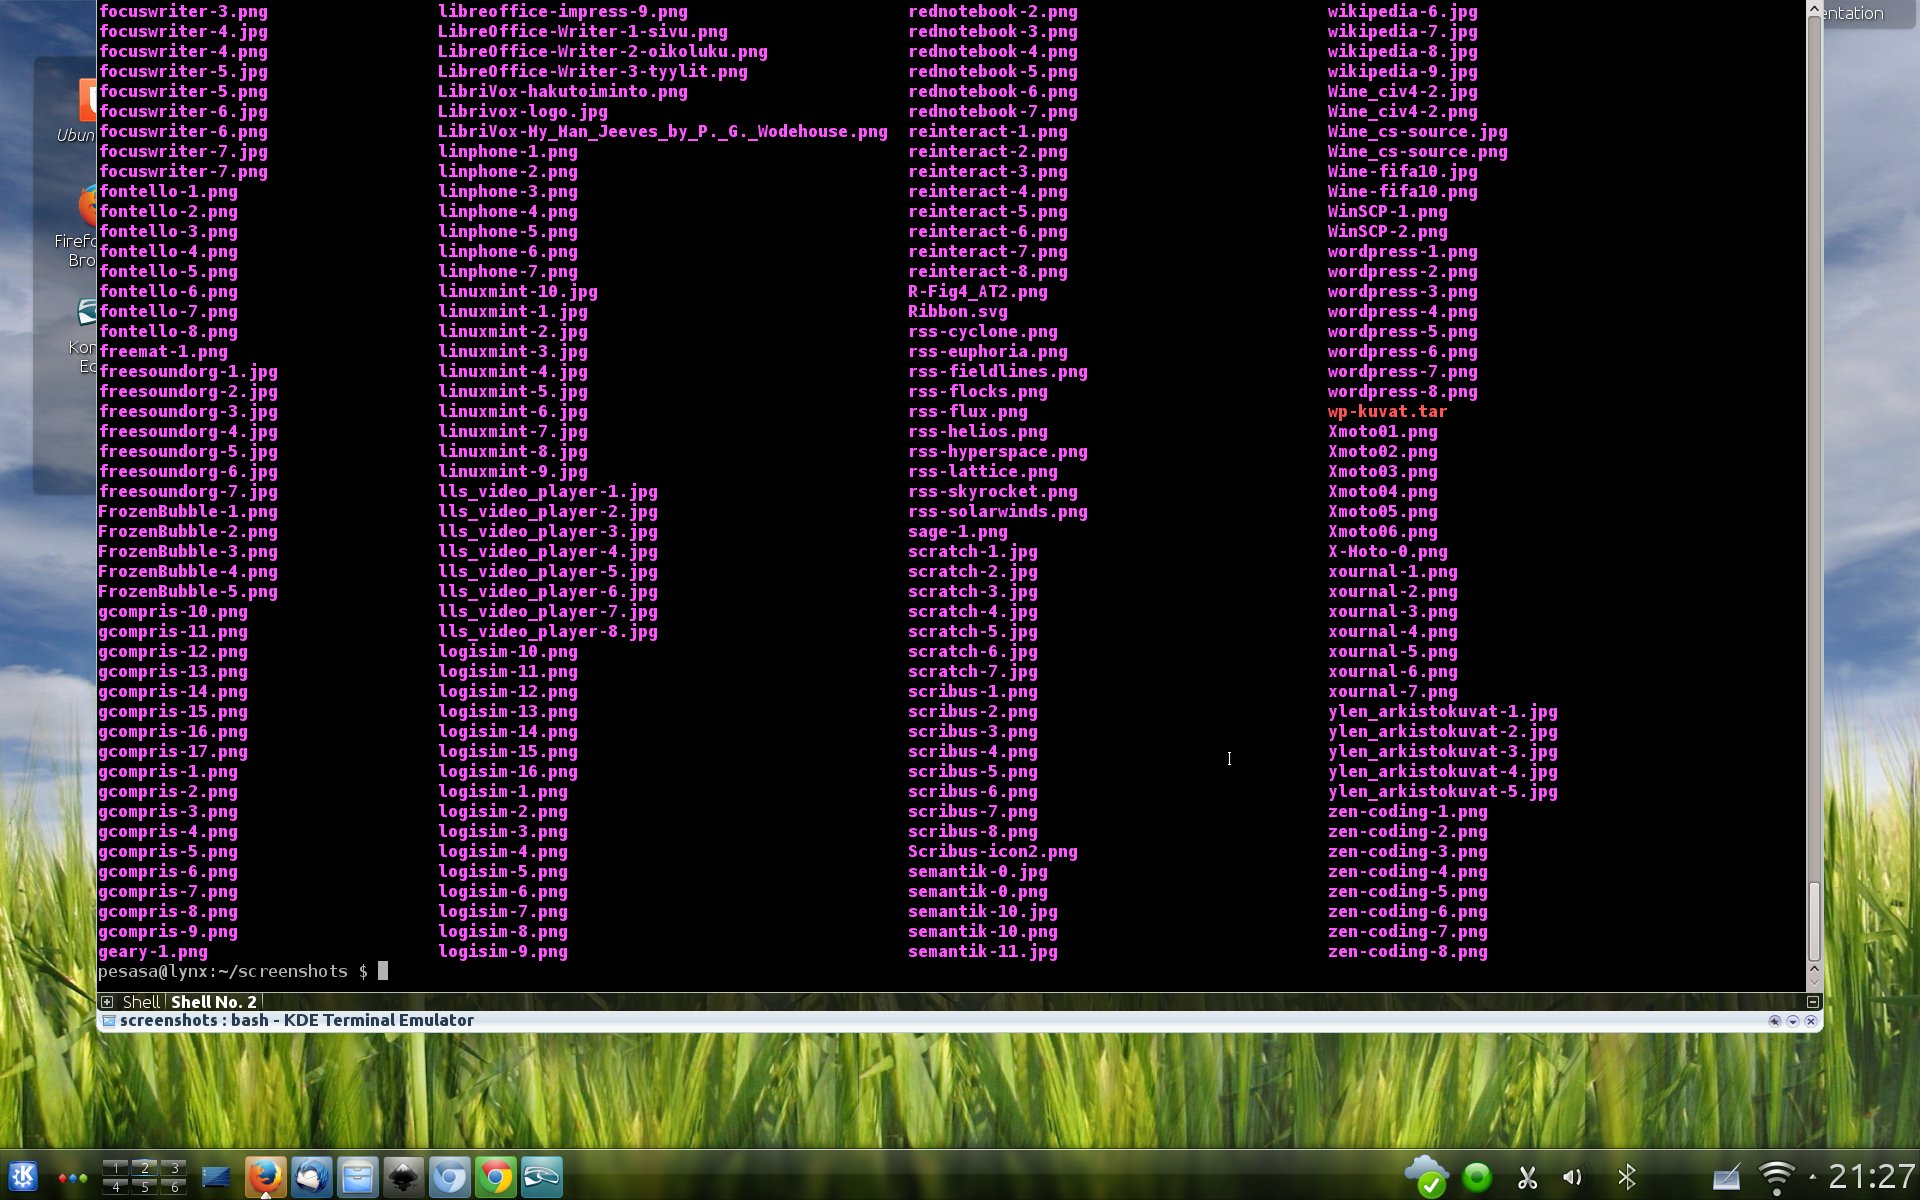 focuswriter-3.png
focuswriter-4.jpg
focuswriter-4.png
focuswriter-5.jpg
focuswriter-5.png
focuswriter-6.jpg
focuswriter-6.png
focuswriter-7.jpg
focuswriter-7.png
fontello-1.png
fontello-2.png
fontello-3.png
fontello-4.png
fontello-5.png
fontello-6.png
fontello-7.png
fontello-8.png
freemat-1.png
freesoundorg-1.jpg
freesoundorg-2.jpg
freesoundorg-3.jpg
freesoundorg-4.jpg
freesoundorg-5.jpg
freesoundorg-6.jpg
freesoundorg-7.jpg
FrozenBubble-1.png
FrozenBubble-2.png
FrozenBubble-3.png
FrozenBubble-4.png
FrozenBubble-5.png
gcompris-10.png
gcompris-11.png
gcompris-12.png
gcompris-13.png
gcompris-14.png
gcompris-15.png
gcompris-16.png
gcompris-17.png
gcompris-1.png
gcompris-2.png
gcompris-3.png
gcompris-4.png
gcompris-5.png
gcompris-6.png
gcompris-7.png
gcompris-8.png
gcompris-9.png
geary-1.png
libreoffice-impress-9.png
LibreOffice-Writer-1-sivu.png
LibreOffice-Writer-2-oikoluku.png
LibreOffice-Writer-3-tyylit.png
LibriVox-hakutoiminto.png
Librivox-logo.jpg
LibriVox-My_Man_Jeeves_by_P._G._Wodehouse.png
linphone-1.png
linphone-2.png
linphone-3.png
linphone-4.png
linphone-5.png
linphone-6.png
linphone-7.png
linuxmint-10.jpg
linuxmint-1.jpg
linuxmint-2.jpg
linuxmint-3.jpg
linuxmint-4.jpg
linuxmint-5.jpg
linuxmint-6.jpg
linuxmint-7.jpg
linuxmint-8.jpg
linuxmint-9.jpg
lls_video_player-1.jpg
lls_video_player-2.jpg
lls_video_player-3.jpg
lls_video_player-4.jpg
lls_video_player-5.jpg
lls_video_player-6.jpg
lls_video_player-7.jpg
lls_video_player-8.jpg
logisim-10.png
logisim-11.png
logisim-12.png
logisim-13.png
logisim-14.png
logisim-15.png
logisim-16.png
logisim-1.png
logisim-2.png
logisim-3.png
logisim-4.png
logisim-5.png
logisim-6.png
logisim-7.png
logisim-8.png
logisim-9.png
rednotebook-2.png
rednotebook-3.png
rednotebook-4.png
rednotebook-5.png
rednotebook-6.png
rednotebook-7.png
reinteract-1.png
reinteract-2.png
reinteract-3.png
reinteract-4.png
reinteract-5.png
reinteract-6.png
reinteract-7.png
reinteract-8.png
R-Fig4_AT2.png
Ribbon.svg
rss-cyclone.png
rss-euphoria.png
rss-fieldlines.png
rss-flocks.png
rss-flux.png
rss-helios.png
rss-hyperspace.png
rss-lattice.png
rss-skyrocket.png
rss-solarwinds.png
sage-1.png
scratch-1.jpg
scratch-2.jpg
scratch-3.jpg
scratch-4.jpg
scratch-5.jpg
scratch-6.jpg
scratch-7.jpg
scribus-1.png
scribus-2.png
scribus-3.png
scribus-4.png
scribus-5.png
scribus-6.png
scribus-7.png
scribus-8.png
Scribus-icon2.png
semantik-0.jpg
semantik-0.png
semantik-10.jpg
semantik-10.png
semantik-11.jpg
wikipedia-6.jpg
wikipedia-7.jpg
wikipedia-8.jpg
wikipedia-9.jpg
Wine_civ4-2.jpg
Wine_civ4-2.png
Wine_cs-source.jpg
Wine_cs-source.png
Wine-fifa10.jpg
Wine-fifa10.png
WinSCP-1.png
WinSCP-2.png
wordpress-1.png
wordpress-2.png
wordpress-3.png
wordpress-4.png
wordpress-5.png
wordpress-6.png
wordpress-7.png
wordpress-8.png
wp-kuvat.tar
Xmoto01.png
Xmoto02.png
Xmoto03.png
Xmoto04.png
Xmoto05.png
Xmoto06.png
X-Moto-0.png
xournal-1.png
xournal-2.png
xournal-3.png
xournal-4.png
xournal-5.png
xournal-6.png
xournal-7.png
ylen_arkistokuvat-1.jpg
ylen_arkistokuvat-2.jpg
ylen_arkistokuvat-3.jpg
ylen_arkistokuvat-4.jpg
ylen_arkistokuvat-5.jpg
zen-coding-1.png
zen-coding-2.png
zen-coding-3.png
zen-coding-4.png
zen-coding-5.png
zen-coding-6.png
zen-coding-7.png
zen-coding-8.png
pesasa@lynx:~/screenshots $
Shell Shell No. 2
screenshots : bash - KDE Terminal Emulator
entation
Ubun
Firefo
Bro
Kon
Ec
1 2 3
4 5 6
21:27